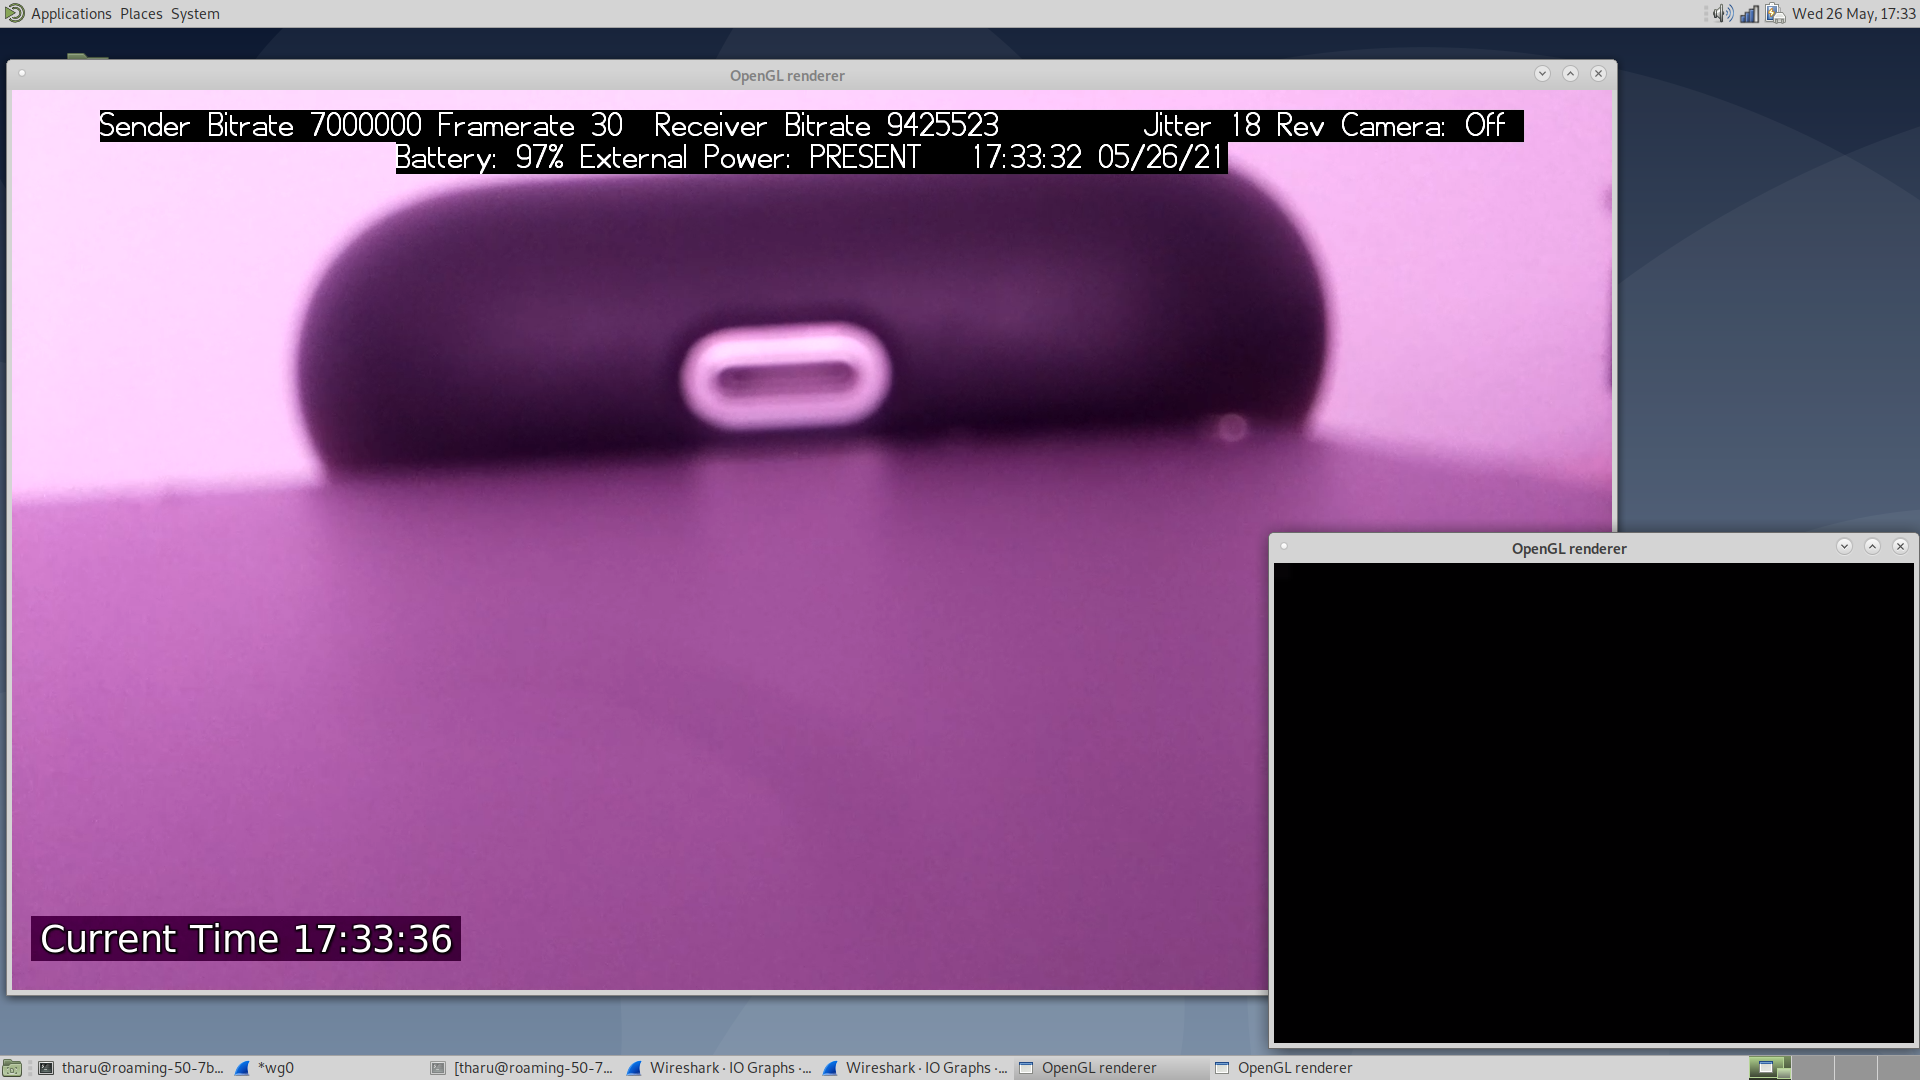 Applications Places System
Wed 26 May, 17:33
OpenGL renderer
Sender Bitrate 7000000 Framerate 30 Receiver Bitrate 9425523 Jitter 18 Rev Camera: Off
Battery: 97% External Power: PRESENT 17:33:32 05/26/21
OpenGL renderer
Current Time 17:33:36
tharu@roaming-50-7b...
*wg0
[tharu@roaming-50-7...
Wireshark · IO Graphs ·...
Wireshark · IO Graphs ·...
OpenGL renderer
OpenGL renderer